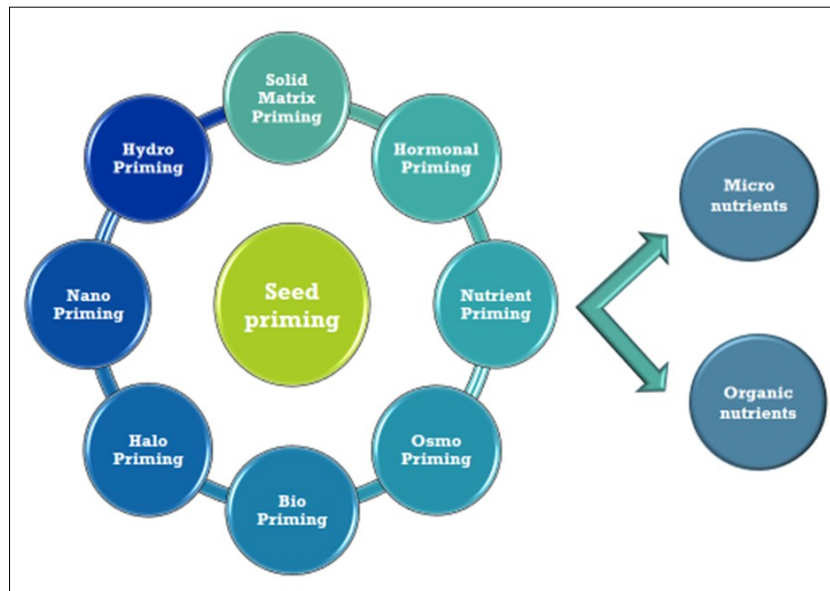 Solid
Matrix
Priming
Hormonal
Priming
Nutrient
Priming
Osmo
Priming
Bio
Priming
Halo
Priming
Nano
Priming
Hydro
Priming
Seed
priming
Micro
nutrients
Organic
nutrients